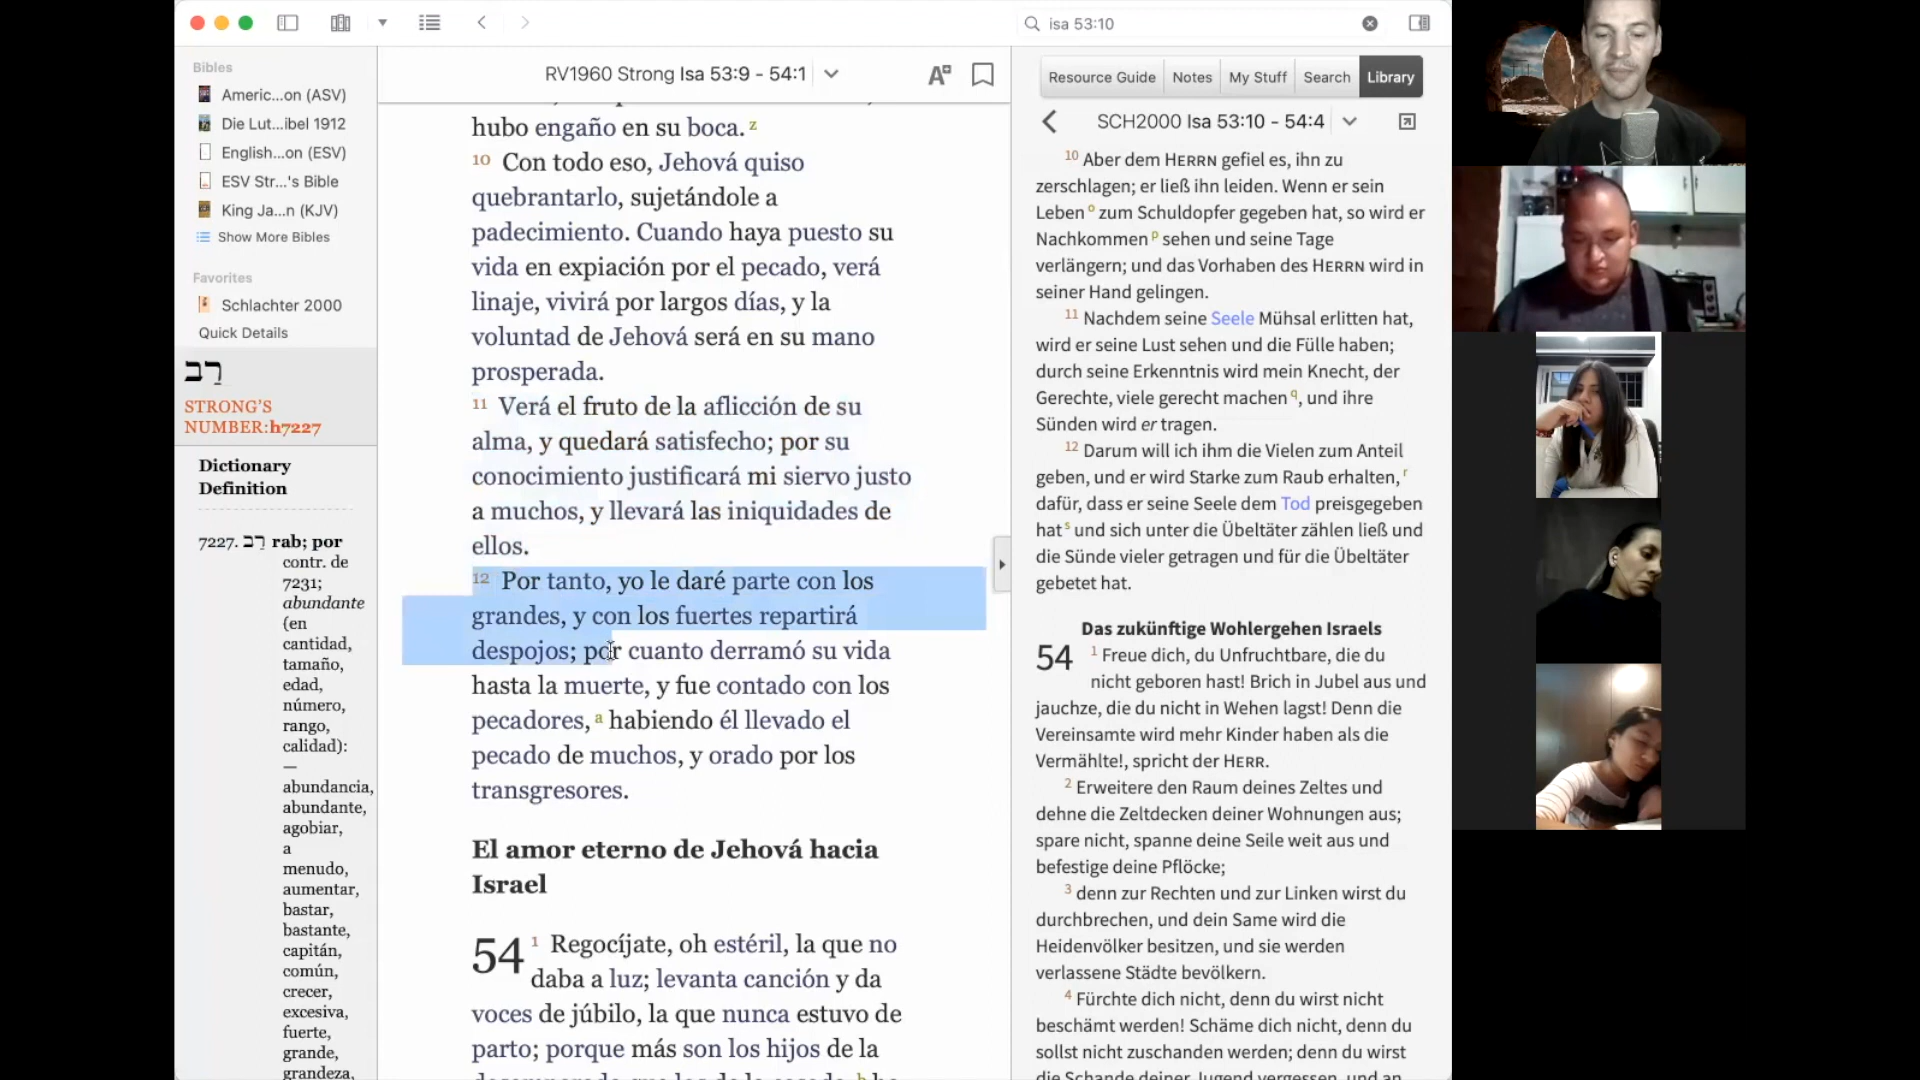 isa 53:10
Bibles
Americ...on (ASV)
Die Lut...ibel 1912
English...on (ESV)
ESV Str...'s Bible
King Ja...n (KJV)
Show More Bibles
Favorites
Schlachter 2000
Quick Details
רַב
STRONG'S
NUMBER:h7227
Dictionary
Definition
7227. רַב rab; por
contr. de
7231;
abundante
(en
cantidad,
tamaño,
edad,
número,
rango,
calidad):
—
abundancia,
abundante,
agobiar,
a
menudo,
aumentar,
bastar,
bastante,
capitán,
común,
crecer,
excesiva,
fuerte,
grande,
grandeza,
RV1960 Strong Isa 53:9 - 54:1
hubo engaño en su boca. z
10 Con todo eso, Jehová quiso
quebrantarlo, sujetándole a
padecimiento. Cuando haya puesto su
vida en expiación por el pecado, verá
linaje, vivirá por largos días, y la
voluntad de Jehová será en su mano
prosperada.
11 Verá el fruto de la aflicción de su
alma, y quedará satisfecho; por su
conocimiento justificará mi siervo justo
a muchos, y llevará las iniquidades de
ellos.
12 Por tanto, yo le daré parte con los
grandes, y con los fuertes repartirá
despojos; por cuanto derramó su vida
hasta la muerte, y fue contado con los
pecadores, a habiendo él llevado el
pecado de muchos, y orado por los
transgresores.
El amor eterno de Jehová hacia
Israel
54 1 Regocíjate, oh estéril, la que no
daba a luz; levanta canción y da
voces de júbilo, la que nunca estuvo de
parto; porque más son los hijos de la
Resource Guide Notes My Stuff Search Library
SCH2000 Isa 53:10 - 54:4
10 Aber dem HERRN gefiel es, ihn zu
zerschlagen; er ließ ihn leiden. Wenn er sein
Leben o zum Schuldopfer gegeben hat, so wird er
Nachkommen p sehen und seine Tage
verlängern; und das Vorhaben des HERRN wird in
seiner Hand gelingen.
11 Nachdem seine Seele Mühsal erlitten hat,
wird er seine Lust sehen und die Fülle haben;
durch seine Erkenntnis wird mein Knecht, der
Gerechte, viele gerecht machen q, und ihre
Sünden wird er tragen.
12 Darum will ich ihm die Vielen zum Anteil
geben, und er wird Starke zum Raub erhalten, r
dafür, dass er seine Seele dem Tod preisgegeben
hat s und sich unter die Übeltäter zählen ließ und
die Sünde vieler getragen und für die Übeltäter
gebetet hat.
Das zukünftige Wohlergehen Israels
54 1 Freue dich, du Unfruchtbare, die du
nicht geboren hast! Brich in Jubel aus und
jauchze, die du nicht in Wehen lagst! Denn die
Vereinsamte wird mehr Kinder haben als die
Vermählte!, spricht der HERR.
2 Erweitere den Raum deines Zeltes und
dehne die Zeltdecken deiner Wohnungen aus;
spare nicht, spanne deine Seile weit aus und
befestige deine Pflöcke;
3 denn zur Rechten und zur Linken wirst du
durchbrechen, und dein Same wird die
Heidenvölker besitzen, und sie werden
verlassene Städte bevölkern.
4 Fürchte dich nicht, denn du wirst nicht
beschämt werden! Schäme dich nicht, denn du
sollst nicht zuschanden werden; denn du wirst
die Schande deiner Jugend vergessen, und an